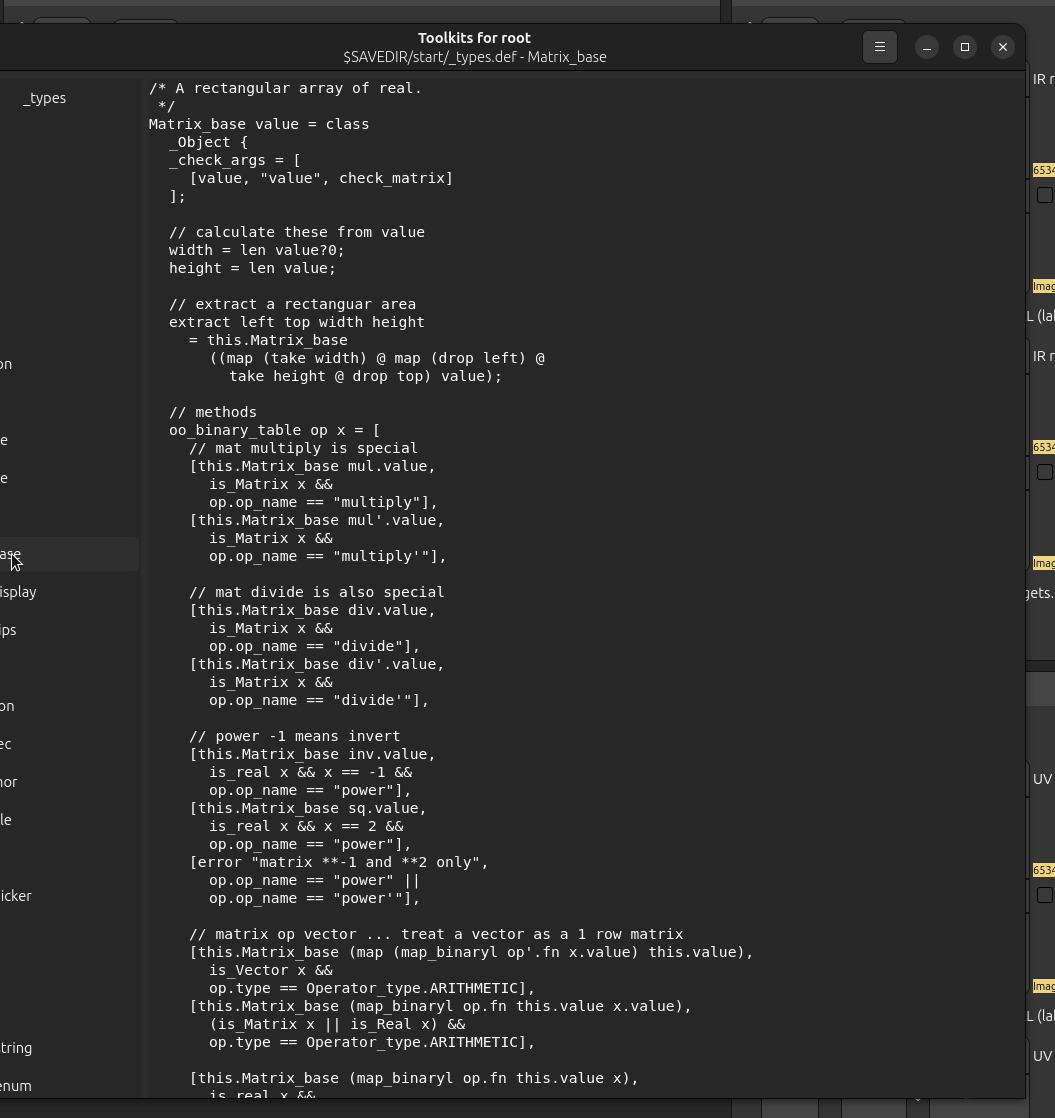 Toolkits for root
$SAVEDIR/start/_types.def - Matrix_base
_types
on
e
e
ase
isplay
ips
on
ec
nor
le
icker
tring
enum
/* A rectangular array of real.
 */
Matrix_base value = class
  _Object {
  _check_args = [
    [value, "value", check_matrix]
  ];

  // calculate these from value
  width = len value?0;
  height = len value;

  // extract a rectanguar area
  extract left top width height
    = this.Matrix_base
      ((map (take width) @ map (drop left) @
        take height @ drop top) value);

  // methods
  oo_binary_table op x = [
    // mat multiply is special
    [this.Matrix_base mul.value,
      is_Matrix x &&
      op.op_name == "multiply"],
    [this.Matrix_base mul'.value,
      is_Matrix x &&
      op.op_name == "multiply'"],

    // mat divide is also special
    [this.Matrix_base div.value,
      is_Matrix x &&
      op.op_name == "divide"],
    [this.Matrix_base div'.value,
      is_Matrix x &&
      op.op_name == "divide'"],

    // power -1 means invert
    [this.Matrix_base inv.value,
      is_real x && x == -1 &&
      op.op_name == "power"],
    [this.Matrix_base sq.value,
      is_real x && x == 2 &&
      op.op_name == "power"],
    [error "matrix **-1 and **2 only",
      op.op_name == "power" ||
      op.op_name == "power'"],

    // matrix op vector ... treat a vector as a 1 row matrix
    [this.Matrix_base (map (map_binaryl op'.fn x.value) this.value),
      is_Vector x &&
      op.type == Operator_type.ARITHMETIC],
    [this.Matrix_base (map_binaryl op.fn this.value x.value),
      (is_Matrix x || is_Real x) &&
      op.type == Operator_type.ARITHMETIC],

    [this.Matrix_base (map_binaryl op.fn this.value x),
      is_real x &&
IR r
6534
Imag
L (lal
IR r
6534
Imag
gets.
UV
6534
Imag
L (lal
UV